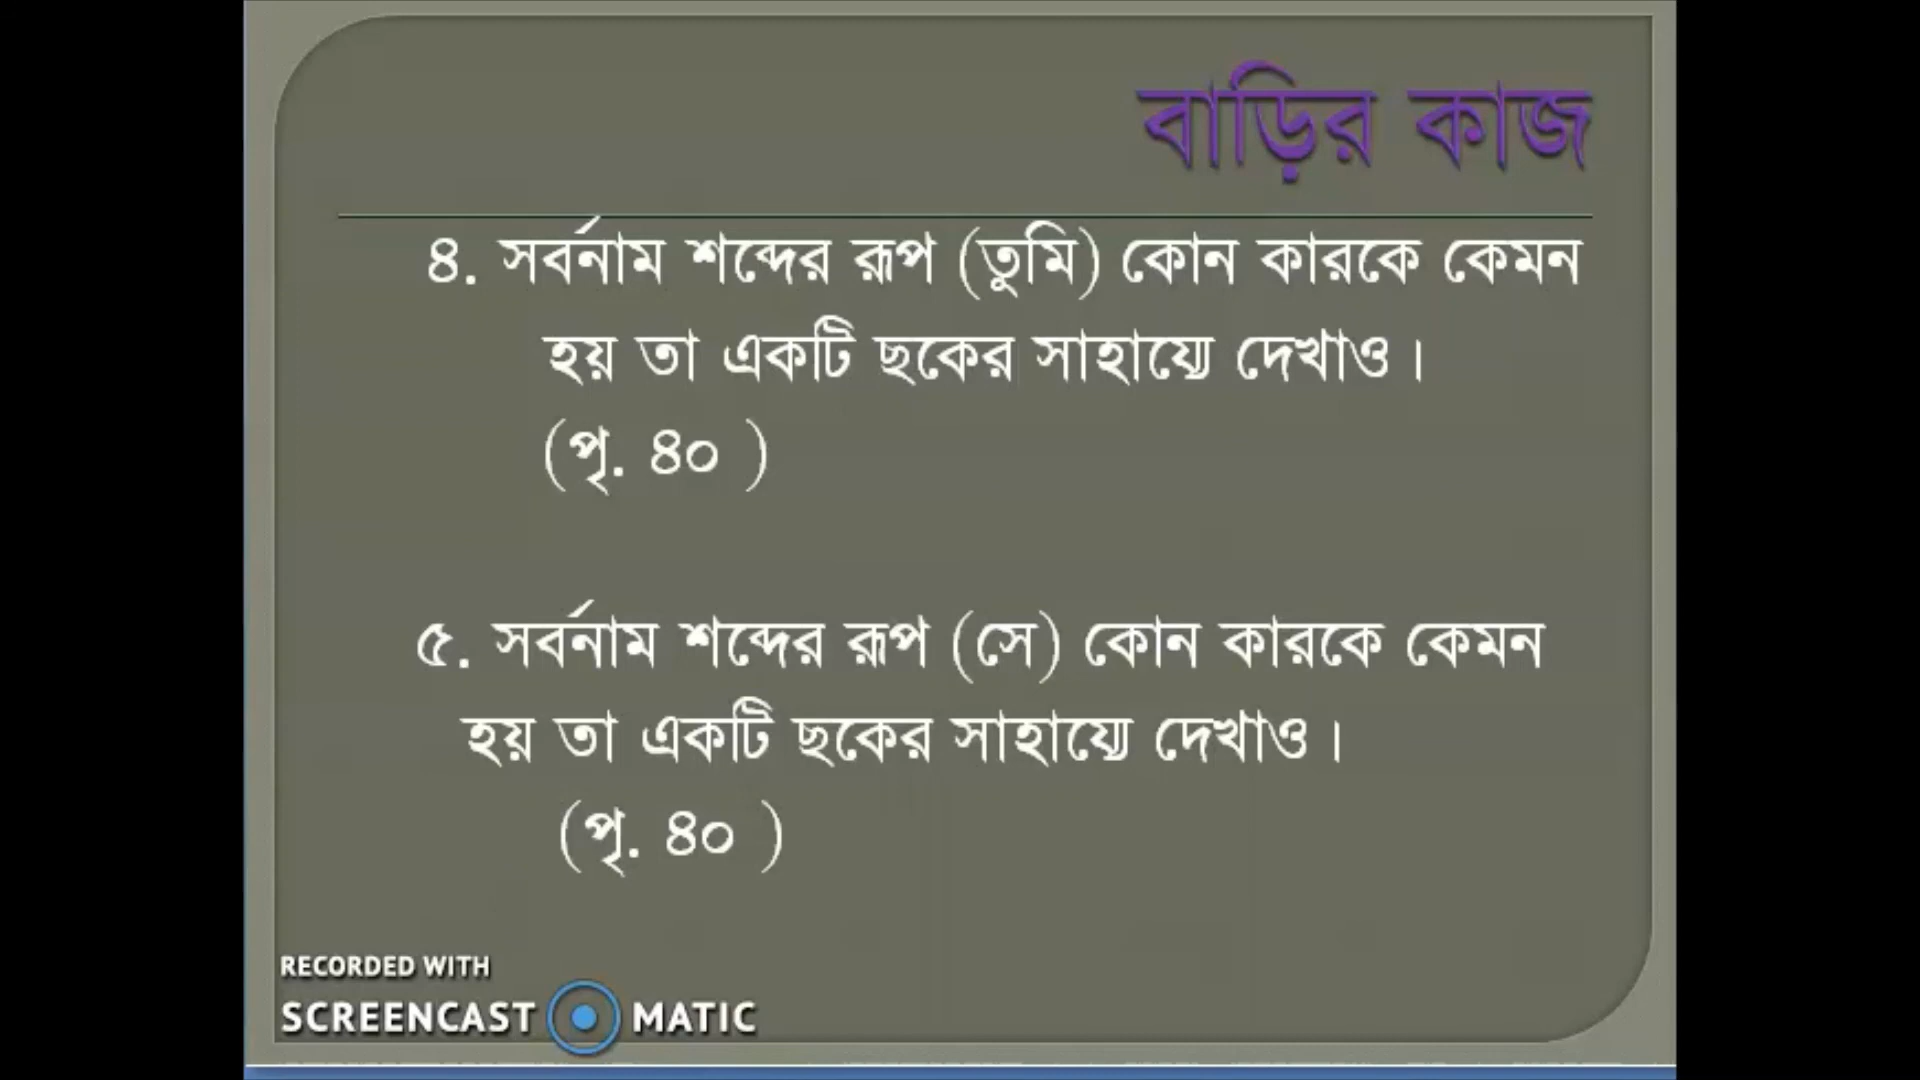 বাড়ির কাজ
৪. সর্বনাম শব্দের রূপ (তুমি) কোন কারকে কেমন
হয় তা একটি ছকের সাহায্যে দেখাও।
(পৃ. ৪০ )
৫. সর্বনাম শব্দের রূপ (সে) কোন কারকে কেমন
হয় তা একটি ছকের সাহায্যে দেখাও।
(পৃ. ৪০ )
RECORDED WITH
SCREENCAST MATIC